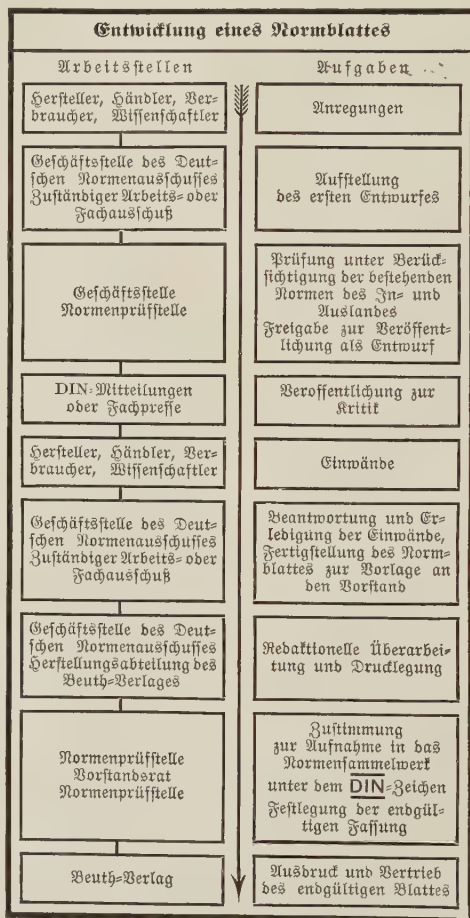 Entwicklung eines Normblattes
Arbeitsstellen
Aufgaben
Hersteller, Händler, Ver-
braucher, Wissenschaftler
Anregungen
Geschäftsstelle des Deut-
schen Normenausschusses
Zuständiger Arbeits- oder
Fachausschuß
Aufstellung
des ersten Entwurfes
Geschäftsstelle
Normenprüfstelle
Prüfung unter Berück-
sichtigung der bestehenden
Normen des In- und
Auslandes
Freigabe zur Veröffent-
lichung als Entwurf
DIN-Mitteilungen
oder Fachpresse
Veroffentlichung zur
Kritik
Hersteller, Händler, Ver-
braucher, Wissenschaftler
Einwände
Geschäftsstelle des Deut-
schen Normenausschusses
Zuständiger Arbeits- oder
Fachausschuß
Beantwortung und Er-
ledigung der Einwände,
Fertigstellung des Norm-
blattes zur Vorlage an
den Vorstand
Geschäftsstelle des Deut-
schen Normenausschusses
Herstellungsabteilung des
Beuth-Verlages
Redaktionelle Überarbei-
tung und Drucklegung
Normenprüfstelle
Vorstandsrat
Normenprüfstelle
Zustimmung
zur Aufnahme in das
Normensammelwerk
unter dem DIN-Zeichen
Festlegung der endgül-
tigen Fassung
Beuth-Verlag
Ausdruck und Vertrieb
des endgültigen Blattes